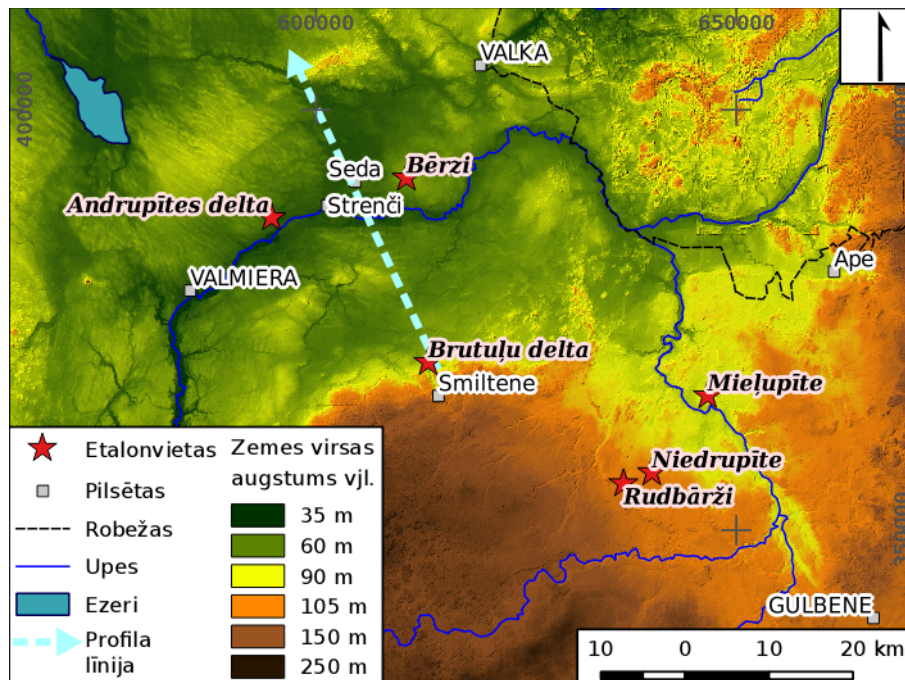 600000
650000
400000
400000
VALKA
Seda
Bērzi
Andrupītes delta
Strenči
VALMIERA
Ape
Brutuļu delta
Smiltene
Mieļupīte
Niedrupīte
Rudbārži
350000
GULBENE
Etalonvietas
Pilsētas
Robežas
Upes
Ezeri
Profila
līnija
Zemes virsas
augstums vjl.
35 m
60 m
90 m
105 m
150 m
250 m
10 0 10 20 km